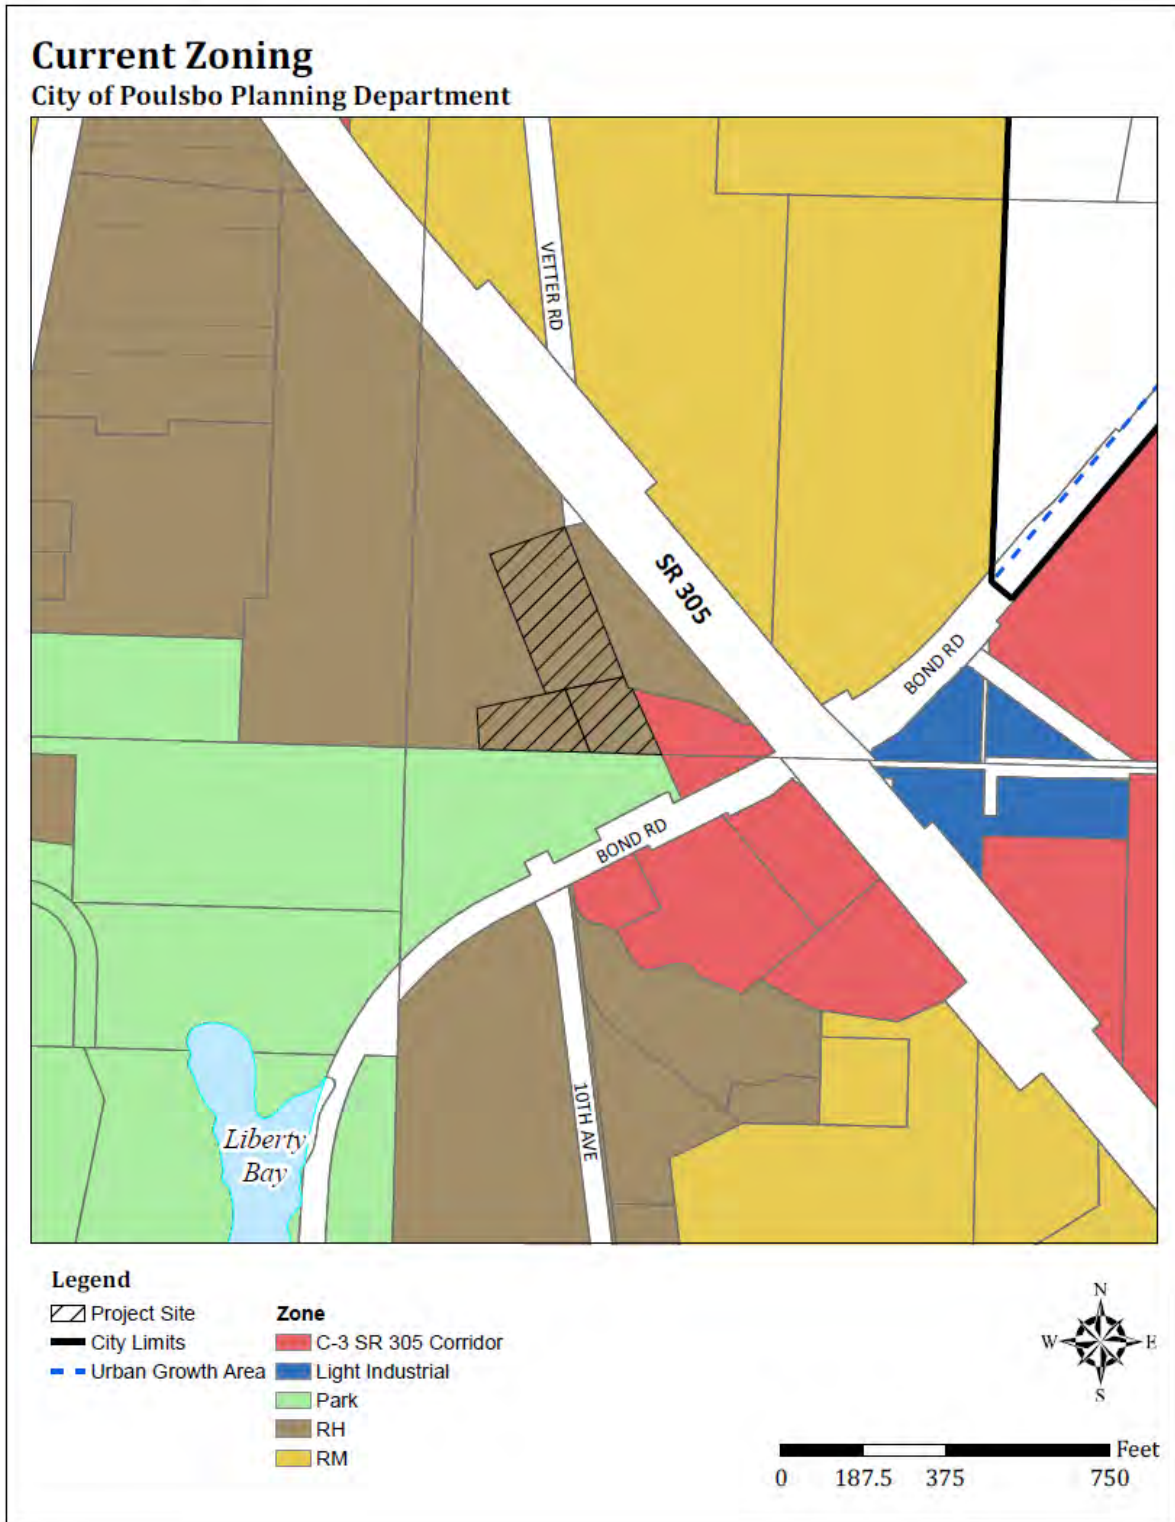 Current Zoning
City of Poulsbo Planning Department
VETTER RD
SR 305
BOND RD
BOND RD
10TH AVE
Liberty
Bay
Legend
Project Site
City Limits
Urban Growth Area
Zone
C-3 SR 305 Corridor
Light Industrial
Park
RH
RM
N
W E
S
Feet
0 187.5 375 750